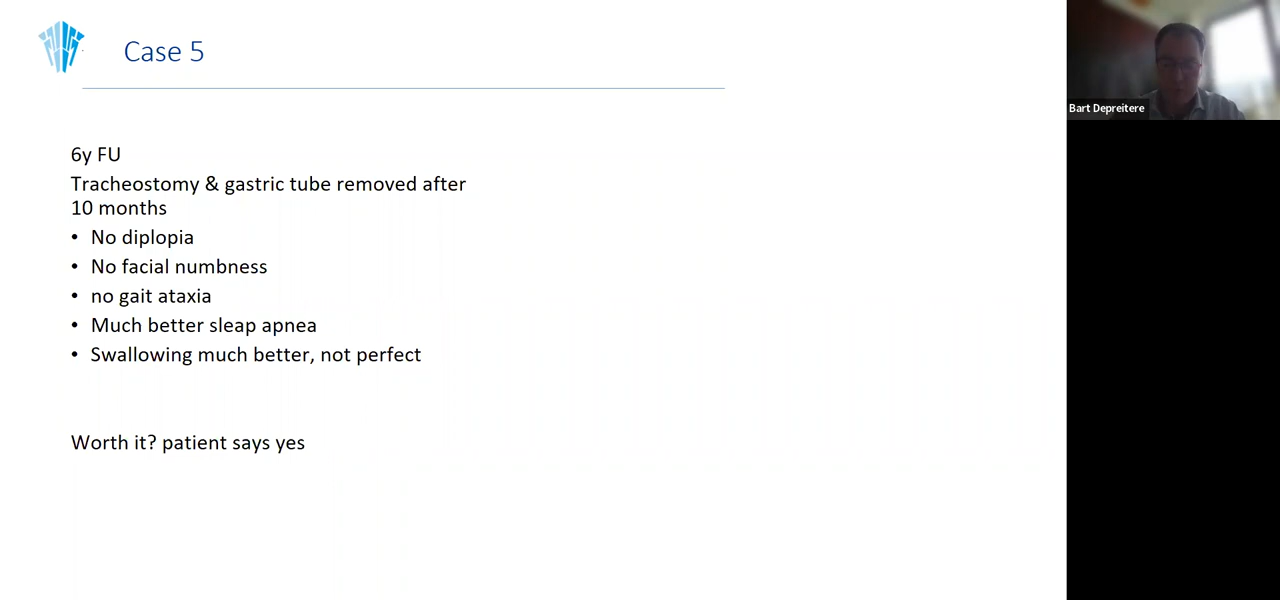 Case 5
6y FU
Tracheostomy & gastric tube removed after
10 months
• No diplopia
• No facial numbness
• no gait ataxia
• Much better sleap apnea
• Swallowing much better, not perfect
Worth it? patient says yes
Bart Depreitere